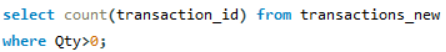 select count(transaction_id) from transactions_new
where Qty>0;